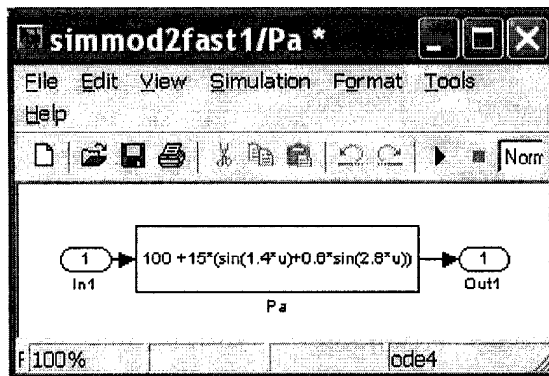 simmod2fast1/Pa *
File Edit View Simulation Format Tools
Help
Norm
1
In1
100 +15*(sin(1.4*u)+0.6*sin(2.8*u))
Pa
1
Out1
F 100%
ode4